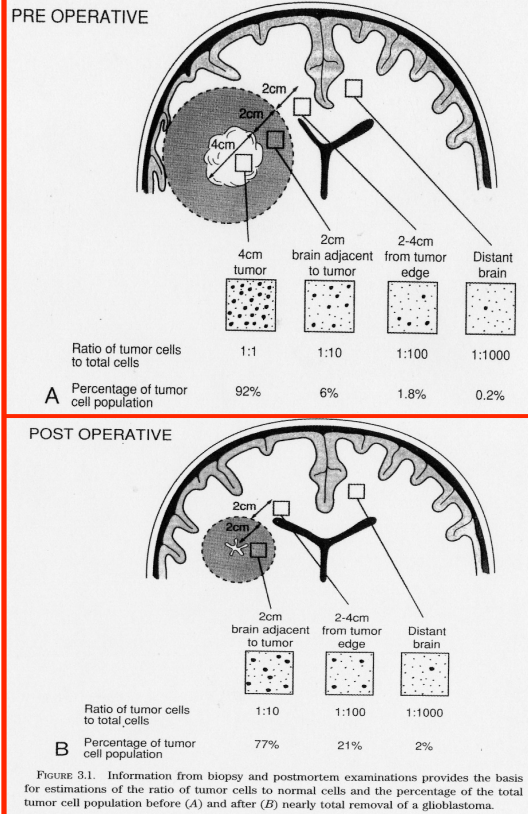 PRE OPERATIVE
2cm
2cm
4cm
4cm
tumor
2cm
brain adjacent
to tumor
2-4cm
from tumor
edge
Distant
brain
Ratio of tumor cells
to total cells
1:1 1:10 1:100 1:1000
A Percentage of tumor
cell population
92% 6% 1.8% 0.2%
POST OPERATIVE
2cm
2cm
2cm
brain adjacent
to tumor
2-4cm
from tumor
edge
Distant
brain
Ratio of tumor cells
to total cells
1:10 1:100 1:1000
B Percentage of tumor
cell population
77% 21% 2%
FIGURE 3.1. Information from biopsy and postmortem examinations provides the basis
for estimations of the ratio of tumor cells to normal cells and the percentage of the total
tumor cell population before (A) and after (B) nearly total removal of a glioblastoma.